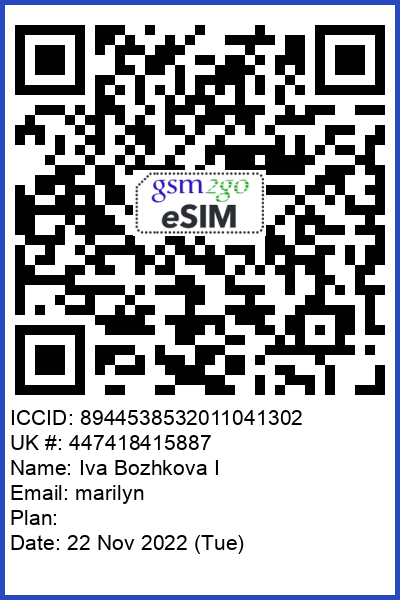 gsm2go
eSIM
ICCID: 8944538532011041302
UK #: 447418415887
Name: Iva Bozhkova I
Email: marilyn
Plan:
Date: 22 Nov 2022 (Tue)